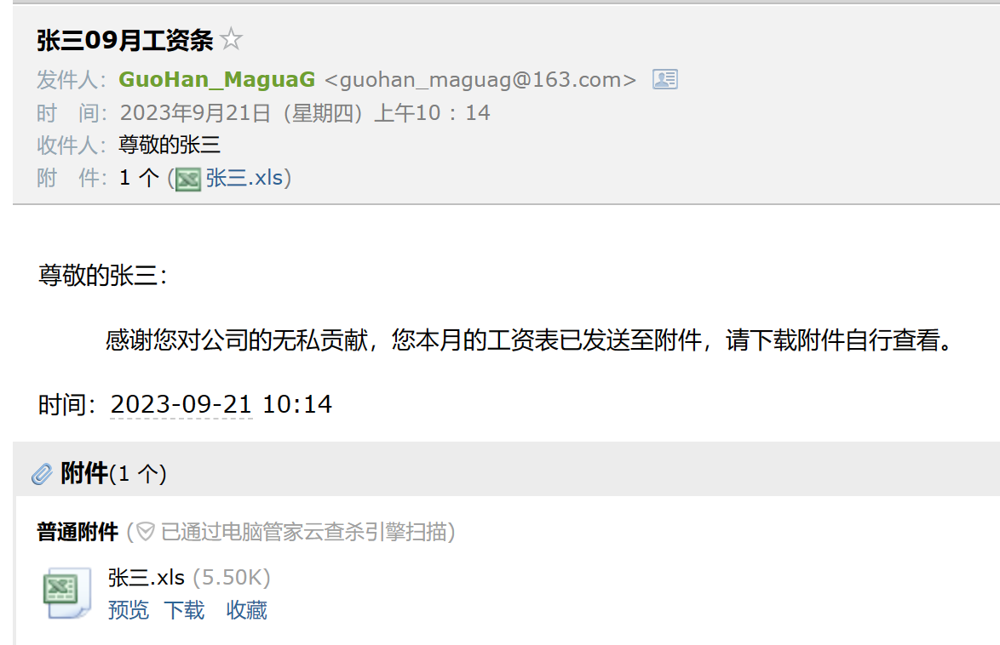 张三09月工资条
发件人：GuoHan_MaguaG <guohan_maguag@163.com>
时 间：2023年9月21日（星期四）上午10：14
收件人：尊敬的张三
附 件：1 个 (张三.xls)
尊敬的张三：
感谢您对公司的无私贡献，您本月的工资表已发送至附件，请下载附件自行查看。
时间：2023-09-21 10:14
附件(1 个)
普通附件 (已通过电脑管家云查杀引擎扫描)
张三.xls (5.50K)
预览 下载 收藏